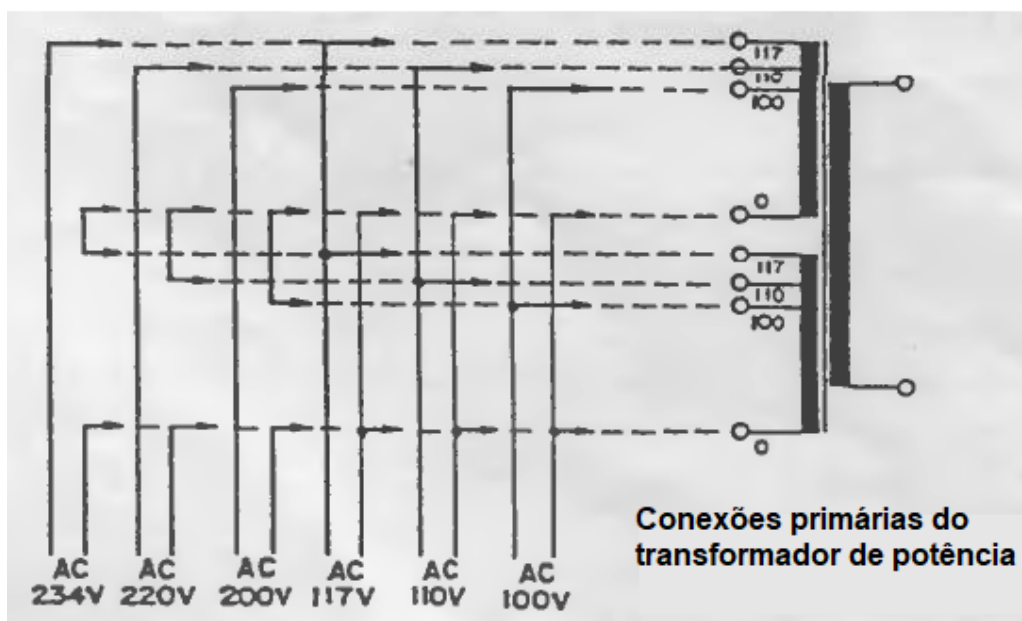 117
110
100
0
117
110
100
0
Conexões primárias do
transformador de potência
AC AC AC AC AC AC
234V 220V 200V 117V 110V 100V